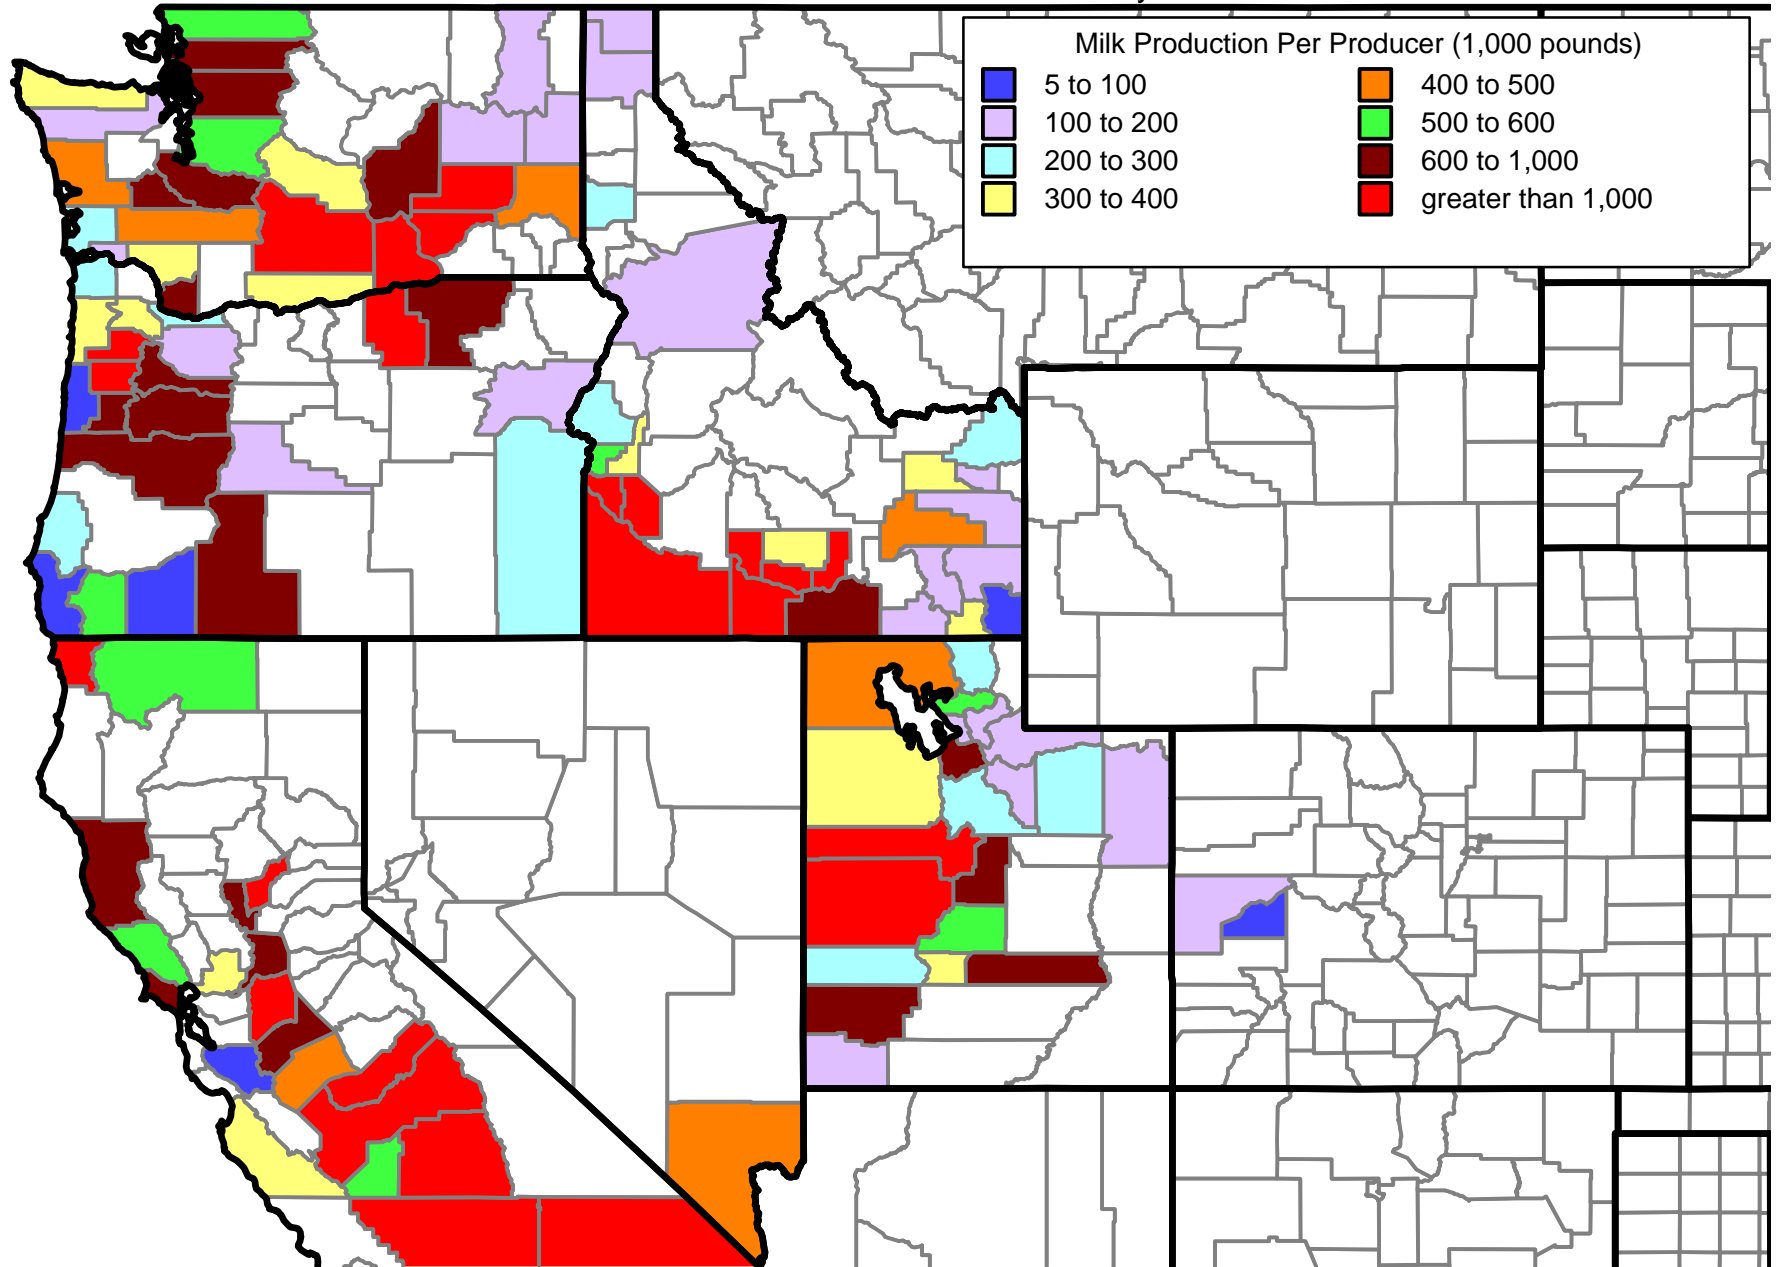 Milk Production Per Producer (1,000 pounds)
5 to 100
400 to 500
100 to 200
500 to 600
200 to 300
600 to 1,000
300 to 400
greater than 1,000